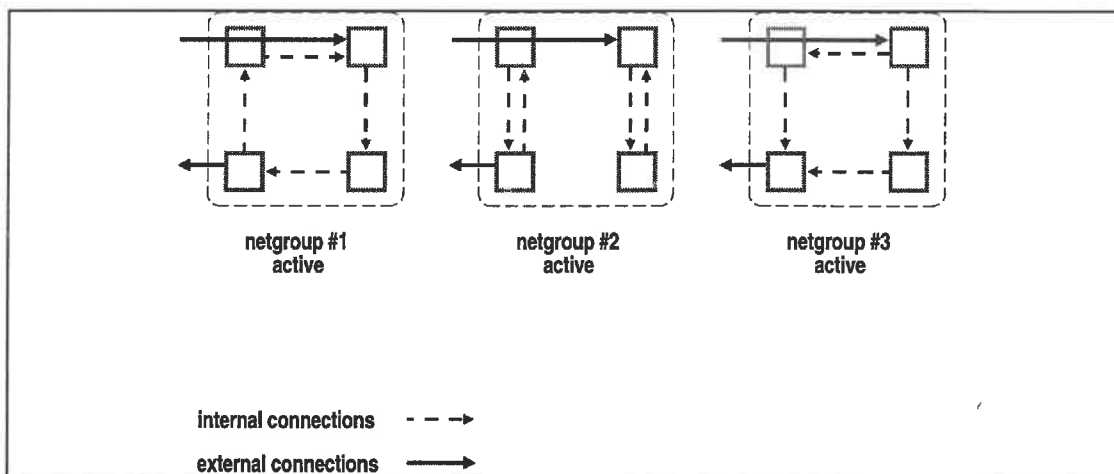 netgroup #1
active
netgroup #2
active
netgroup #3
active
internal connections
external connections